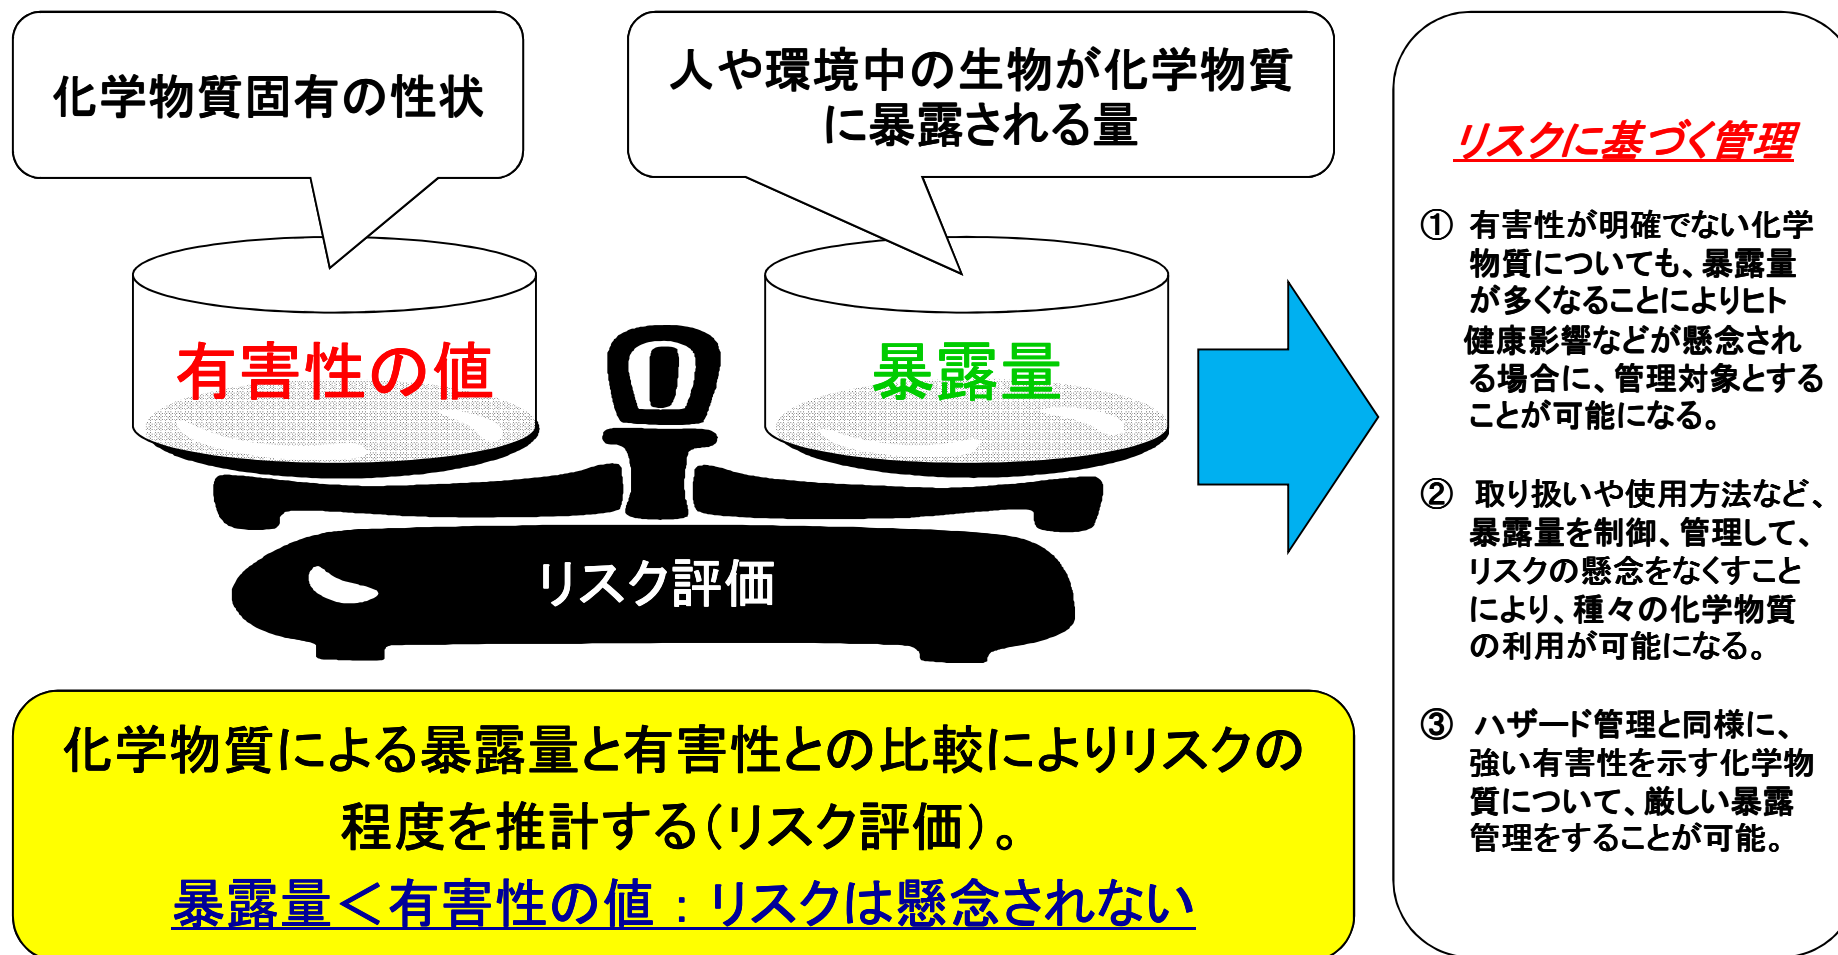 化学物質固有の性状
人や環境中の生物が化学物質
に暴露される量
有害性の値
暴露量
リスク評価
化学物質による暴露量と有害性との比較によりリスクの
程度を推計する(リスク評価)。
暴露量<有害性の値:リスクは懸念されない
リスクに基づく管理
① 有害性が明確でない化学
物質についても、暴露量
が多くなることによりヒト
健康影響などが懸念され
る場合に、管理対象とする
ことが可能になる。
② 取り扱いや使用方法など、
暴露量を制御、管理して、
リスクの懸念をなくすこと
により、種々の化学物質
の利用が可能になる。
③ ハザード管理と同様に、
強い有害性を示す化学物
質について、厳しい暴露
管理をすることが可能。